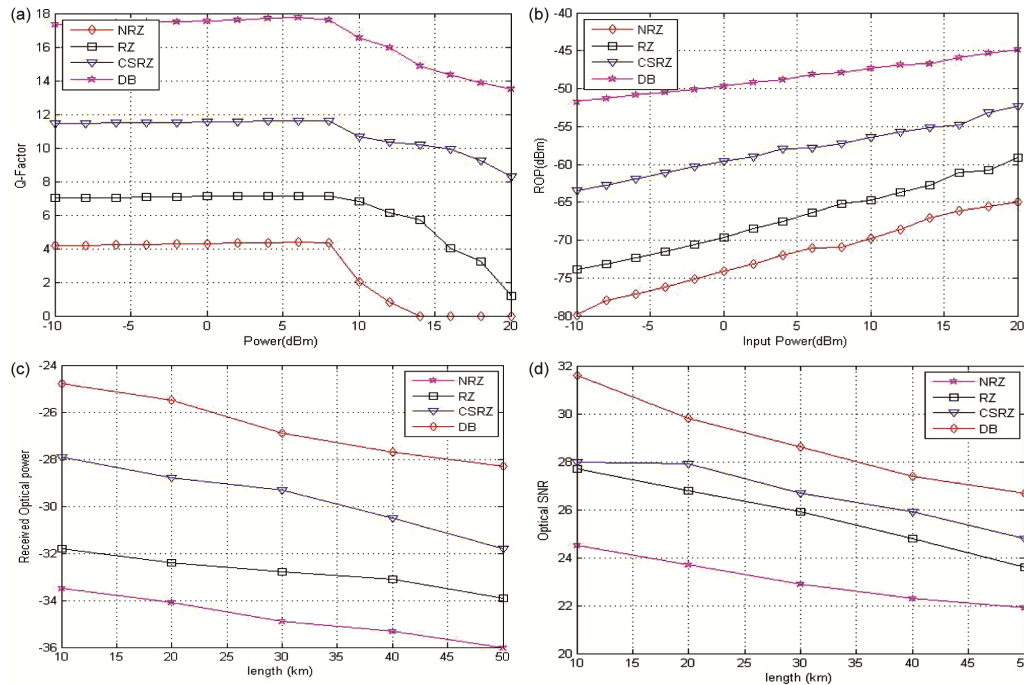 (a)
18
16
14
12
10
8
6
4
2
0
Q-Factor
NRZ
RZ
CSRZ
DB
-10
-5
0
5
10
15
20
Power(dBm)
(b)
-40
-45
-50
-55
-60
-65
-70
-75
-80
ROP(dBm)
NRZ
RZ
CSRZ
DB
-10
-5
0
5
10
15
20
Input Power(dBm)
(c)
-24
-26
-28
-30
-32
-34
-36
Received Optical power
NRZ
RZ
CSRZ
DB
10
15
20
25
30
35
40
45
50
length (km)
(d)
32
30
28
26
24
22
20
Optical SNR
NRZ
RZ
CSRZ
DB
10
15
20
25
30
35
40
45
length (km)